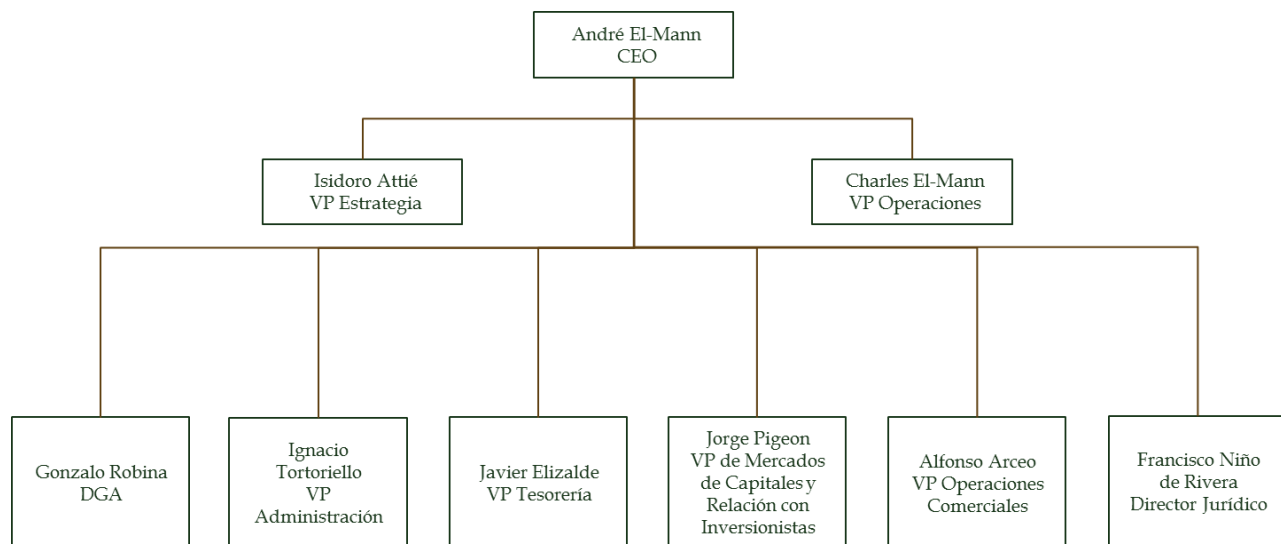 André El-Mann
CEO
Isidoro Attié
VP Estrategia
Charles El-Mann
VP Operaciones
Gonzalo Robina
DGA
Ignacio
Tortoriello
VP
Administración
Javier Elizalde
VP Tesorería
Jorge Pigeon
VP de Mercados
de Capitales y
Relación con
Inversionistas
Alfonso Arceo
VP Operaciones
Comerciales
Francisco Niño
de Rivera
Director Jurídico